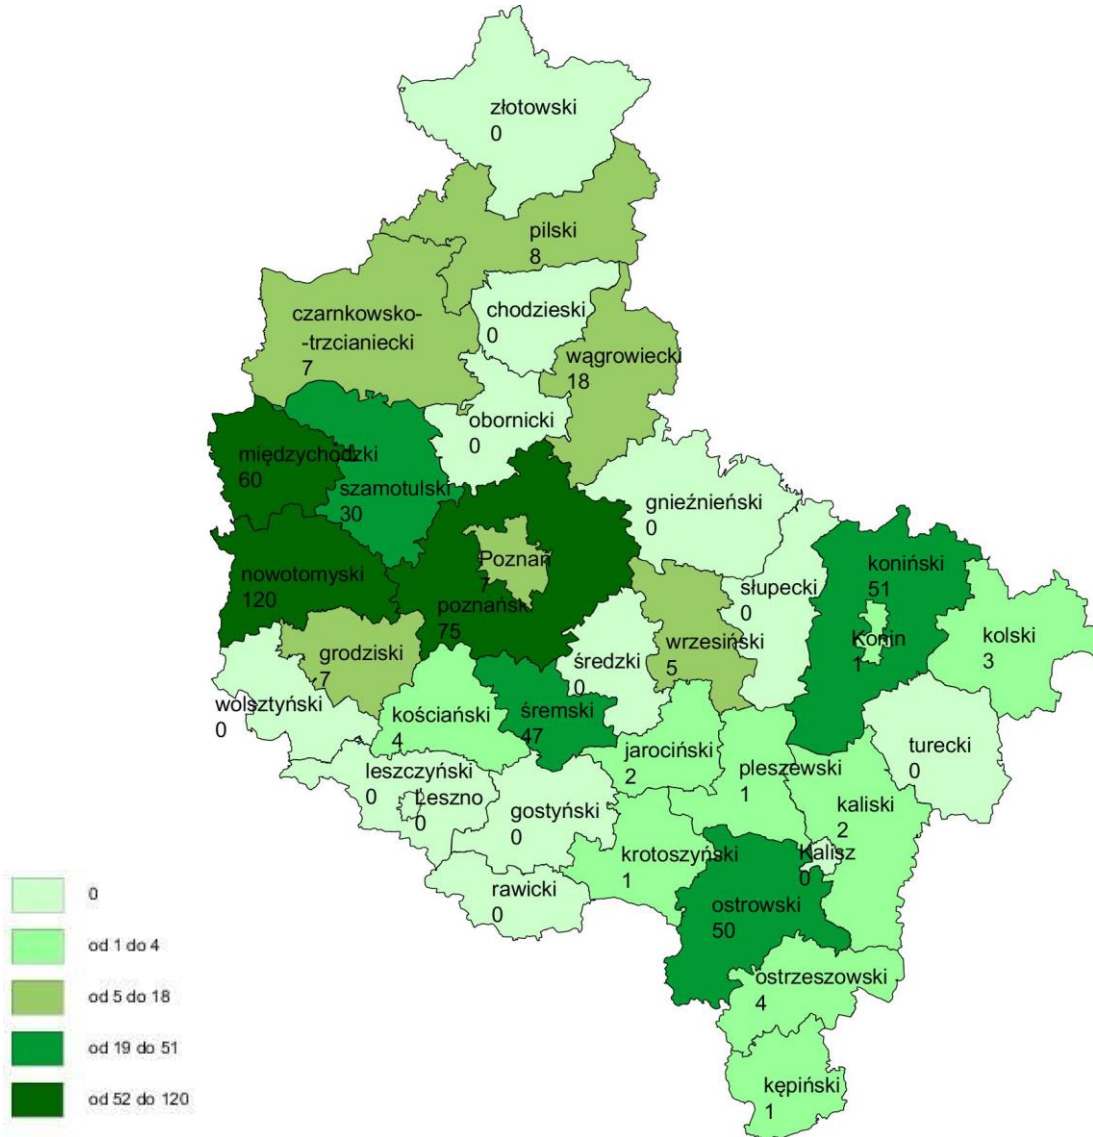 złotowski
0
pilski
8
chodzieski
0
czarnkowsko-
-trzcianiecki
7
wągrowiecki
18
obornicki
0
międzychodzki
60
szamotulski
30
gnieźnieński
0
Poznań
7
poznański
75
nowotomyski
120
słupecki
0
koniński
51
Konin
1
kolski
3
grodziski
7
wrzesiński
5
średzki
0
wolsztyński
0
kościański
4
śremski
47
jarociński
2
turecki
0
leszczyński
0
Leszno
0
gostyński
0
pleszewski
1
kaliski
2
Kalisz
0
krotoszyński
1
rawicki
0
ostrowski
50
ostrzeszowski
4
kępiński
1
0
od 1 do 4
od 5 do 18
od 19 do 51
od 52 do 120